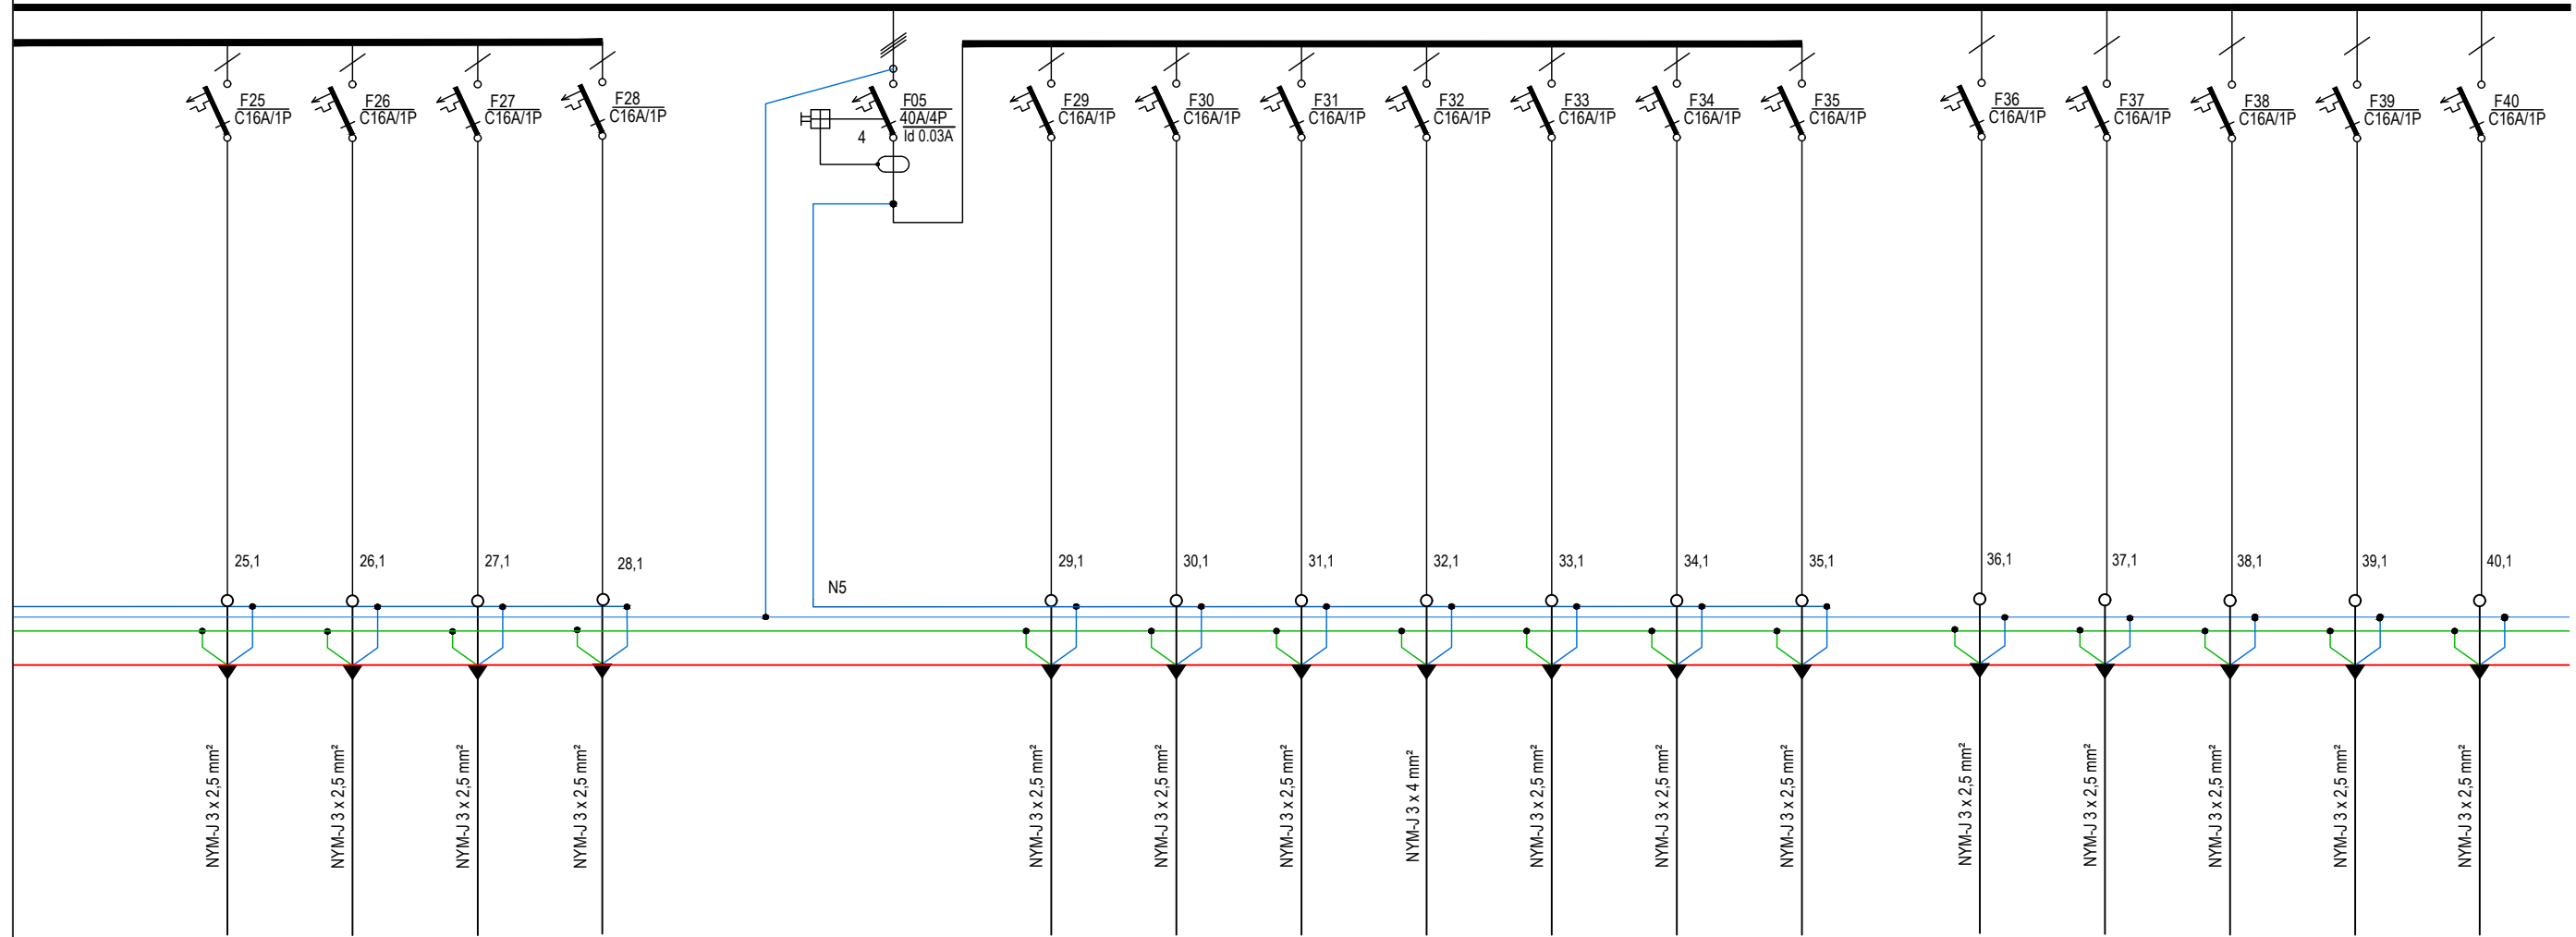 F25
C16A/1P
F26
C16A/1P
F27
C16A/1P
F28
C16A/1P
F05
40A/4P
Id 0.03A
4
F29
C16A/1P
F30
C16A/1P
F31
C16A/1P
F32
C16A/1P
F33
C16A/1P
F34
C16A/1P
F35
C16A/1P
F36
C16A/1P
F37
C16A/1P
F38
C16A/1P
F39
C16A/1P
F40
C16A/1P
25,1
26,1
27,1
28,1
N5
29,1
30,1
31,1
32,1
33,1
34,1
35,1
36,1
37,1
38,1
39,1
40,1
NYM-J 3 x 2,5 mm²
NYM-J 3 x 2,5 mm²
NYM-J 3 x 2,5 mm²
NYM-J 3 x 2,5 mm²
NYM-J 3 x 2,5 mm²
NYM-J 3 x 2,5 mm²
NYM-J 3 x 2,5 mm²
NYM-J 3 x 4 mm²
NYM-J 3 x 2,5 mm²
NYM-J 3 x 2,5 mm²
NYM-J 3 x 2,5 mm²
NYM-J 3 x 2,5 mm²
NYM-J 3 x 2,5 mm²
NYM-J 3 x 2,5 mm²
NYM-J 3 x 2,5 mm²
NYM-J 3 x 2,5 mm²